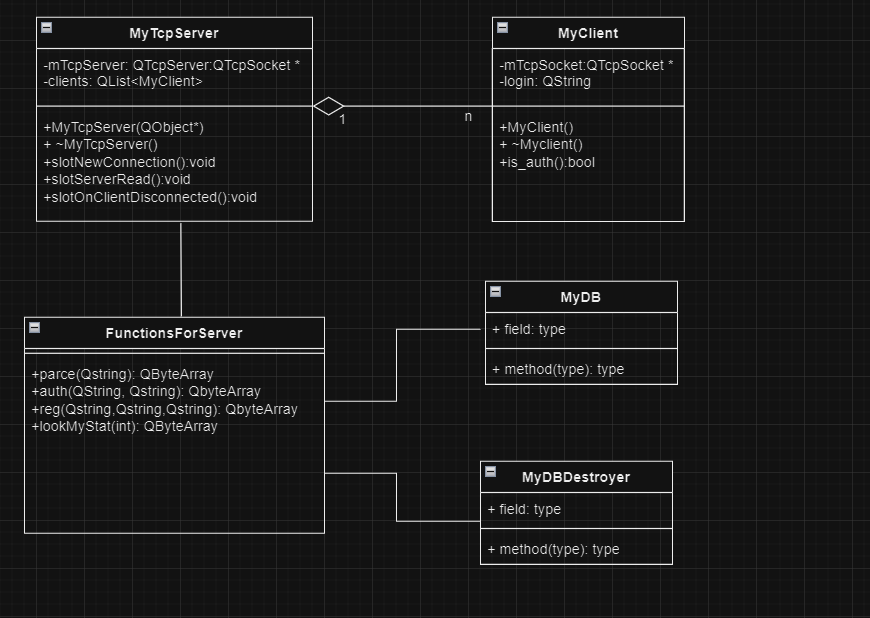 MyTcpServer
-mTcpServer: QTcpServer:QTcpSocket *
-clients: QList<MyClient>
+MyTcpServer(QObject*)
+ ~MyTcpServer()
+slotNewConnection():void
+slotServerRead():void
+slotOnClientDisconnected():void
1
n
MyClient
-mTcpSocket:QTcpSocket *
-login: QString
+MyClient()
+ ~Myclient()
+is_auth():bool
FunctionsForServer
+parce(Qstring): QByteArray
+auth(QString, Qstring): QbyteArray
+reg(Qstring,Qstring,Qstring): QbyteArray
+lookMyStat(int): QByteArray
MyDB
+ field: type
+ method(type): type
MyDBDestroyer
+ field: type
+ method(type): type